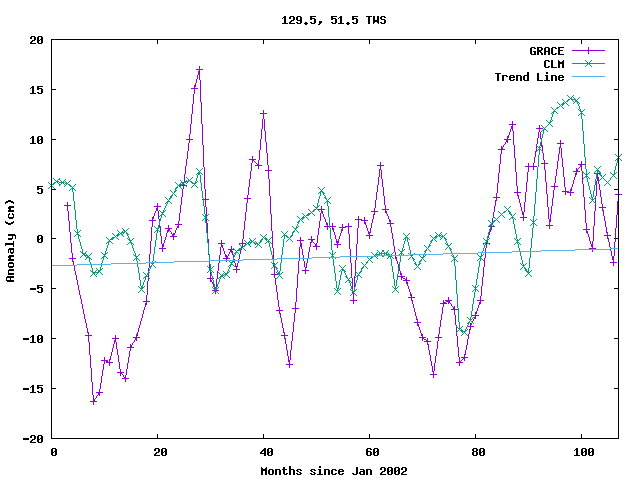 129.5, 51.5 TWS
GRACE
CLM
Trend Line
20
15
10
5
0
-5
-10
-15
-20
Anomaly (cm)
0 20 40 60 80 100
Months since Jan 2002